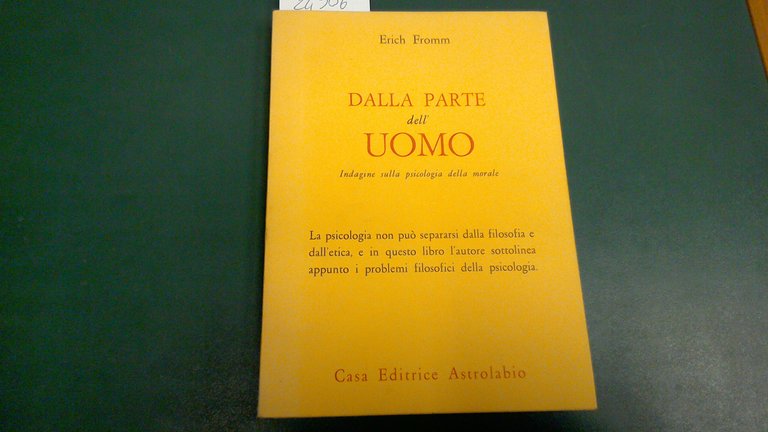 24506
Erich Fromm
DALLA PARTE
dell'
UOMO
Indagine sulla psicologia della morale
La psicologia non può separarsi dalla filosofia e
dall'etica, e in questo libro l'autore sottolinea
appunto i problemi filosofici della psicologia.
Casa Editrice Astrolabio